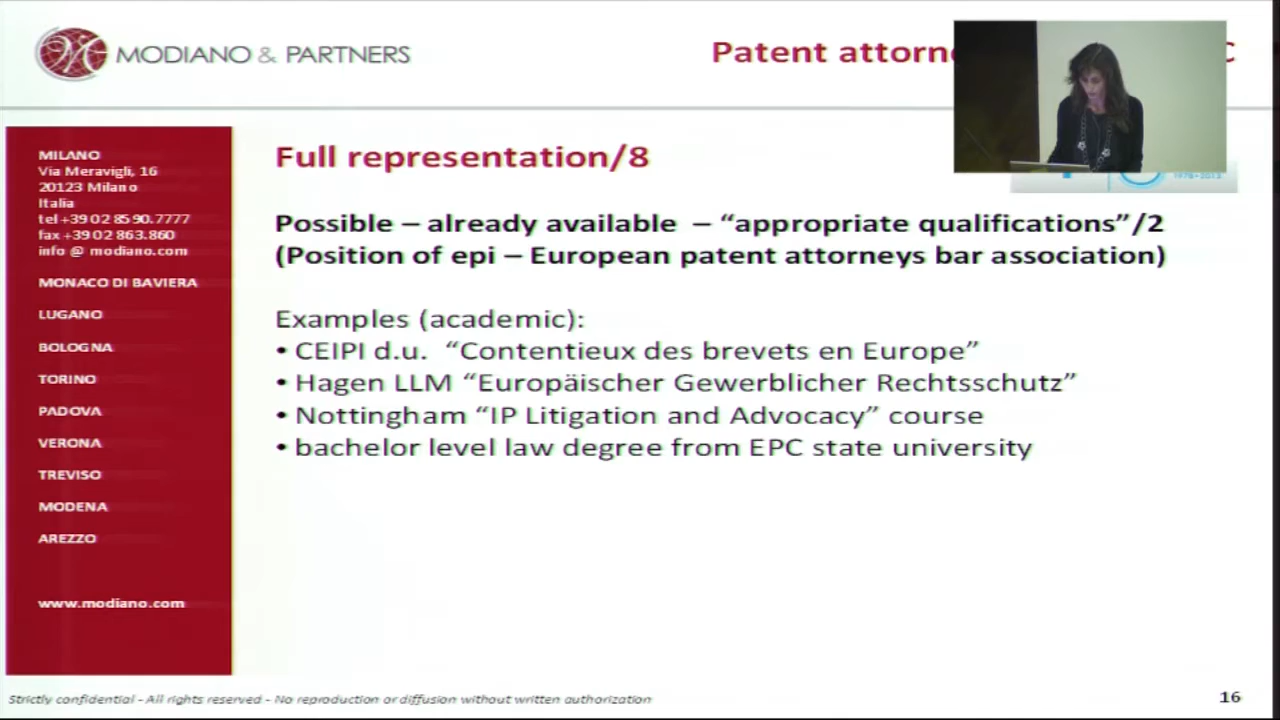 MODIANO & PARTNERS
Patent attorne
C
MILANO
Via Meravigli, 16
20123 Milano
Italia
tel +39 02 85 90.7777
fax +39 02 863.860
info @ modiano.com
MONACO DI BAVIERA
LUGANO
BOLOGNA
TORINO
PADOVA
VERONA
TREVISO
MODENA
AREZZO
www.modiano.com
Full representation/8
Possible – already available – “appropriate qualifications”/2
(Position of epi – European patent attorneys bar association)
Examples (academic):
• CEIPI d.u. “Contentieux des brevets en Europe”
• Hagen LLM “Europäischer Gewerblicher Rechtsschutz”
• Nottingham “IP Litigation and Advocacy” course
• bachelor level law degree from EPC state university
Strictly confidential - All rights reserved - No reproduction or diffusion without written authorization
16